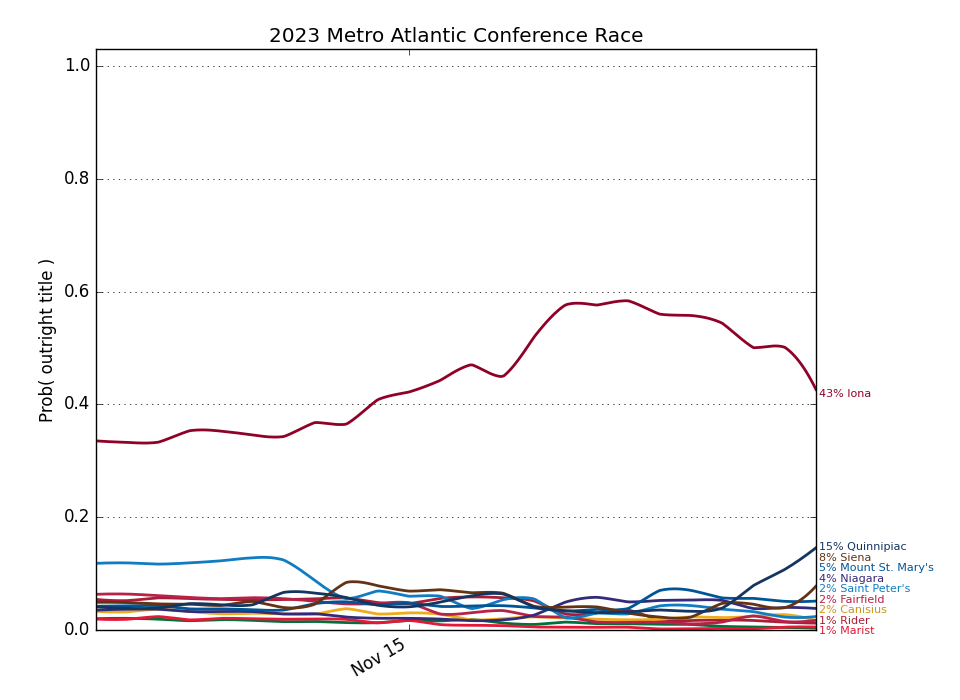 2023 Metro Atlantic Conference Race
1.0
0.8
0.6
0.4
0.2
0.0
Prob( outright title )
Nov 15
43% Iona
15% Quinnipiac
8% Siena
5% Mount St. Mary's
4% Niagara
2% Saint Peter's
2% Fairfield
2% Canisius
1% Rider
1% Marist